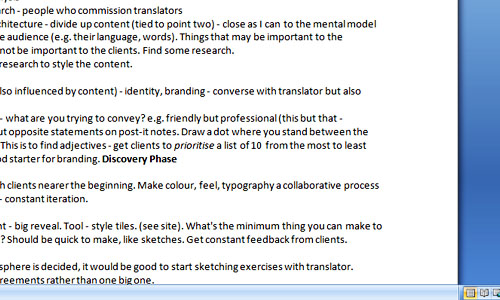 rch - people who commission translators
chitecture - divide up content (tied to point two) - close as I can to the mental model
e audience (e.g. their language, words). Things that may be important to the
not be important to the clients. Find some research.
research to style the content.
lso influenced by content) - identity, branding - converse with translator but also
- what are you trying to convey? e.g. friendly but professional (this but that -
ut opposite statements on post-it notes. Draw a dot where you stand between the
This is to find adjectives - get clients to prioritise a list of 10 from the most to least
od starter for branding. Discovery Phase
h clients nearer the beginning. Make colour, feel, typography a collaborative process
- constant iteration.
nt - big reveal. Tool - style tiles. (see site). What's the minimum thing you can make to
? Should be quick to make, like sketches. Get constant feedback from clients.
sphere is decided, it would be good to start sketching exercises with translator.
reements rather than one big one.